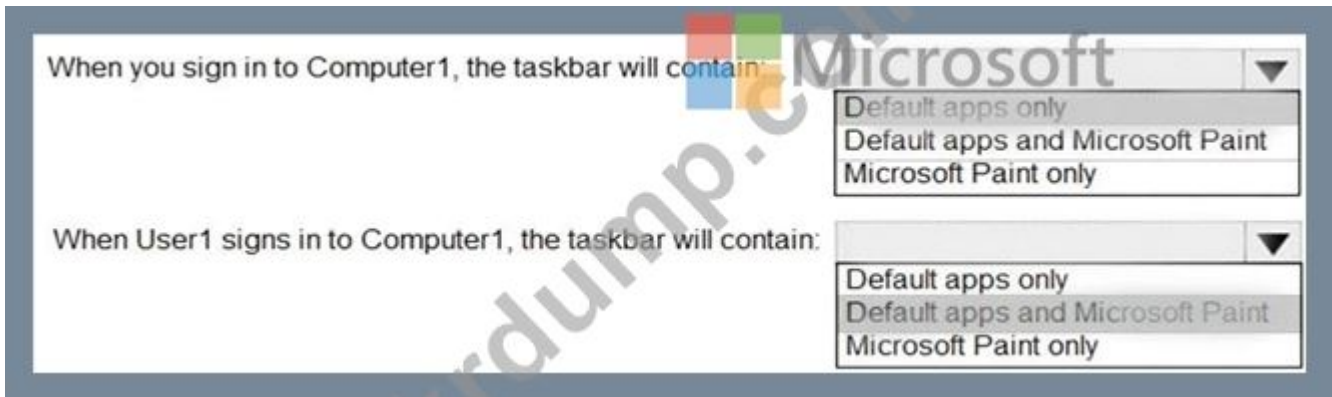 When you sign in to Computer1, the taskbar will contain:
Microsoft
Default apps only
Default apps and Microsoft Paint
Microsoft Paint only
When User1 signs in to Computer1, the taskbar will contain:
Default apps only
Default apps and Microsoft Paint
Microsoft Paint only
rdump.com